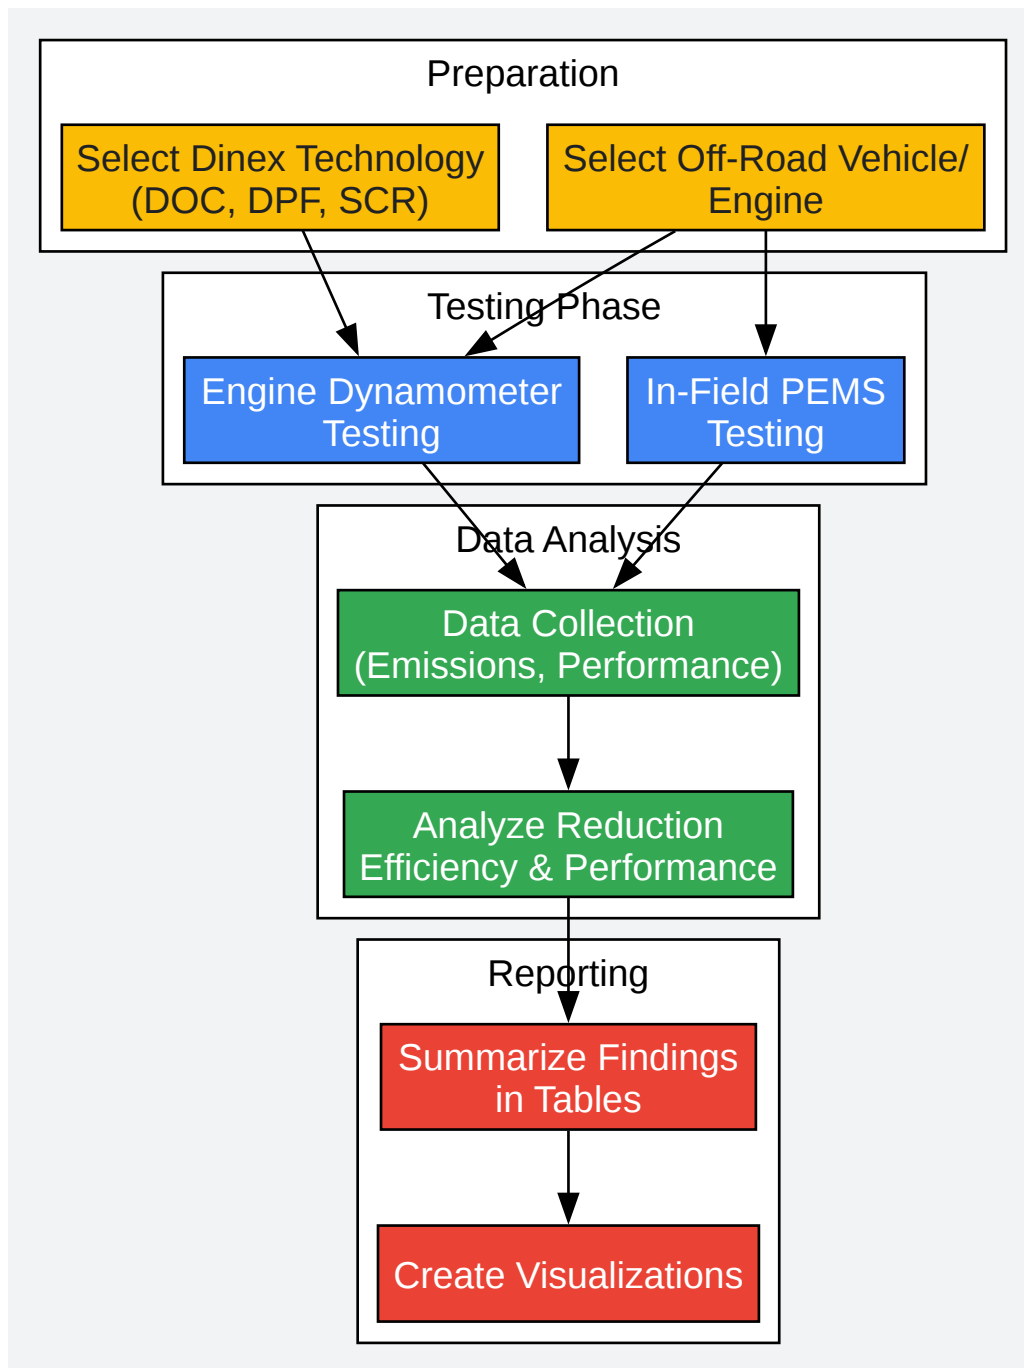 Preparation
Select Dinex Technology
(DOC, DPF, SCR)
Select Off-Road Vehicle/
Engine
Testing Phase
Engine Dynamometer
Testing
In-Field PEMS
Testing
Data Analysis
Data Collection
(Emissions, Performance)
Analyze Reduction
Efficiency & Performance
Reporting
Summarize Findings
in Tables
Create Visualizations